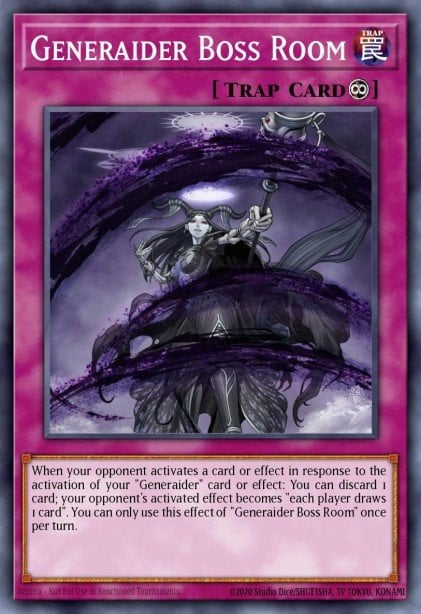 GENERAIDER BOSS ROOM
TRAP
罠
[TRAP CARD♾]
When your opponent activates a card or effect in response to the
activation of your "Generaider" card or effect: You can discard 1
card; your opponent's activated effect becomes "each player draws
1 card". You can only use this effect of "Generaider Boss Room" once
per turn.
Replica - Not For Use in Sanctioned Tournaments
©2020 Studio Dice/SHUEISHA, TV TOKYO, KONAMI